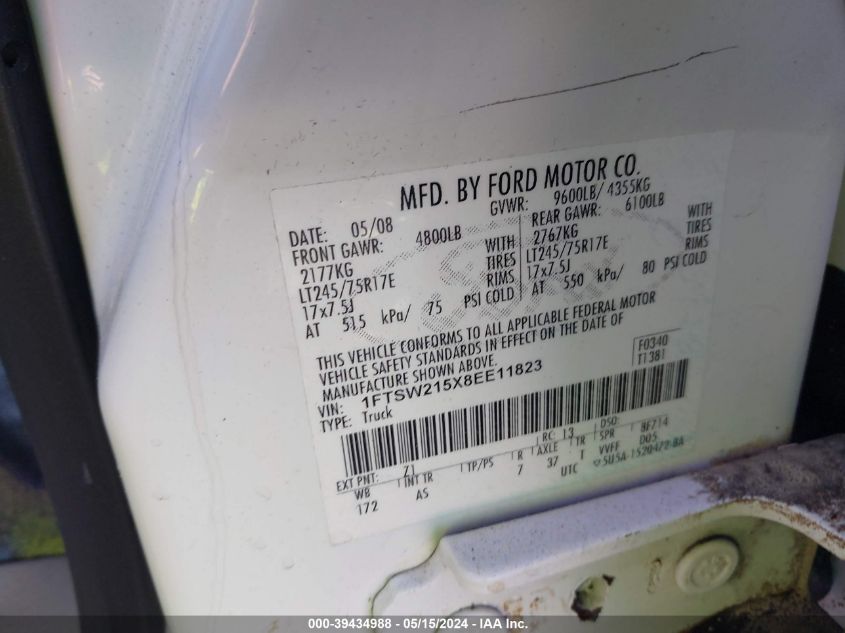 MFD. BY FORD MOTOR CO.
DATE: 05/08 GVWR: 9600LB/ 4355KG
FRONT GAWR: 4800LB REAR GAWR: 6100LB
2177KG WITH 2767KG WITH
LT245/75R17E TIRES LT245/75R17E TIRES
17x7.5J RIMS 17x7.5J RIMS
AT 515 kPa/ 75 PSI COLD AT 550 kPa/ 80 PSI COLD
THIS VEHICLE CONFORMS TO ALL APPLICABLE FEDERAL MOTOR
VEHICLE SAFETY STANDARDS IN EFFECT ON THE DATE OF
MANUFACTURE SHOWN ABOVE. F0340
VIN: 1FTSW215X8EE11823 T1381
TYPE: Truck
EXT PNT: Z1 RC: 13 DSO:
WB INT TR TP/PS R AXLE TR SPR 8F714
172 AS 7 37 T VVFF D05
UTC 5U5A-1520472-BA
000-39434988 - 05/15/2024 - IAA Inc.